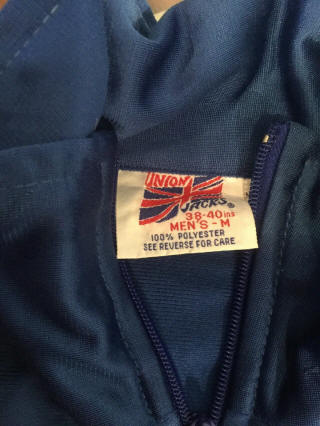 UNION
JACKS®
38-40 ins
MEN'S - M
100% POLYESTER
SEE REVERSE FOR CARE